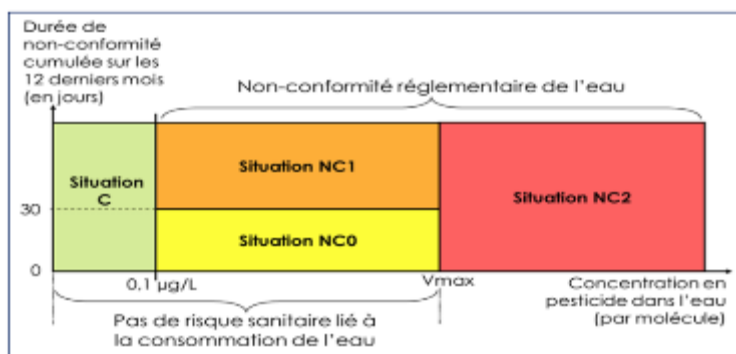 Durée de
non-conformité
cumulée sur les
12 derniers mois
(en jours)
Non-conformité réglementaire de l'eau
Situation
C
Situation NC1
Situation NC2
30
Situation NC0
0
0,1 µg/L
Vmax
Concentration en
pesticide dans l'eau
(par molécule)
Pas de risque sanitaire lié à
la consommation de l'eau